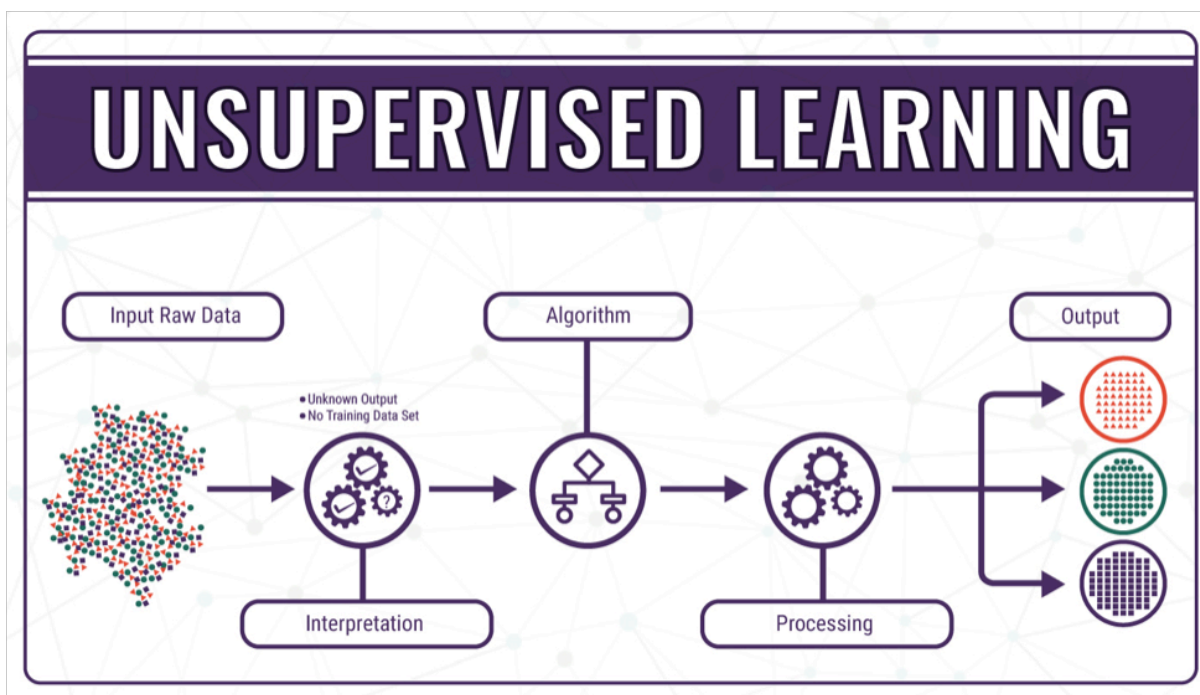 UNSUPERVISED LEARNING
Input Raw Data
Algorithm
Output
• Unknown Output
• No Training Data Set
?
Interpretation
Processing